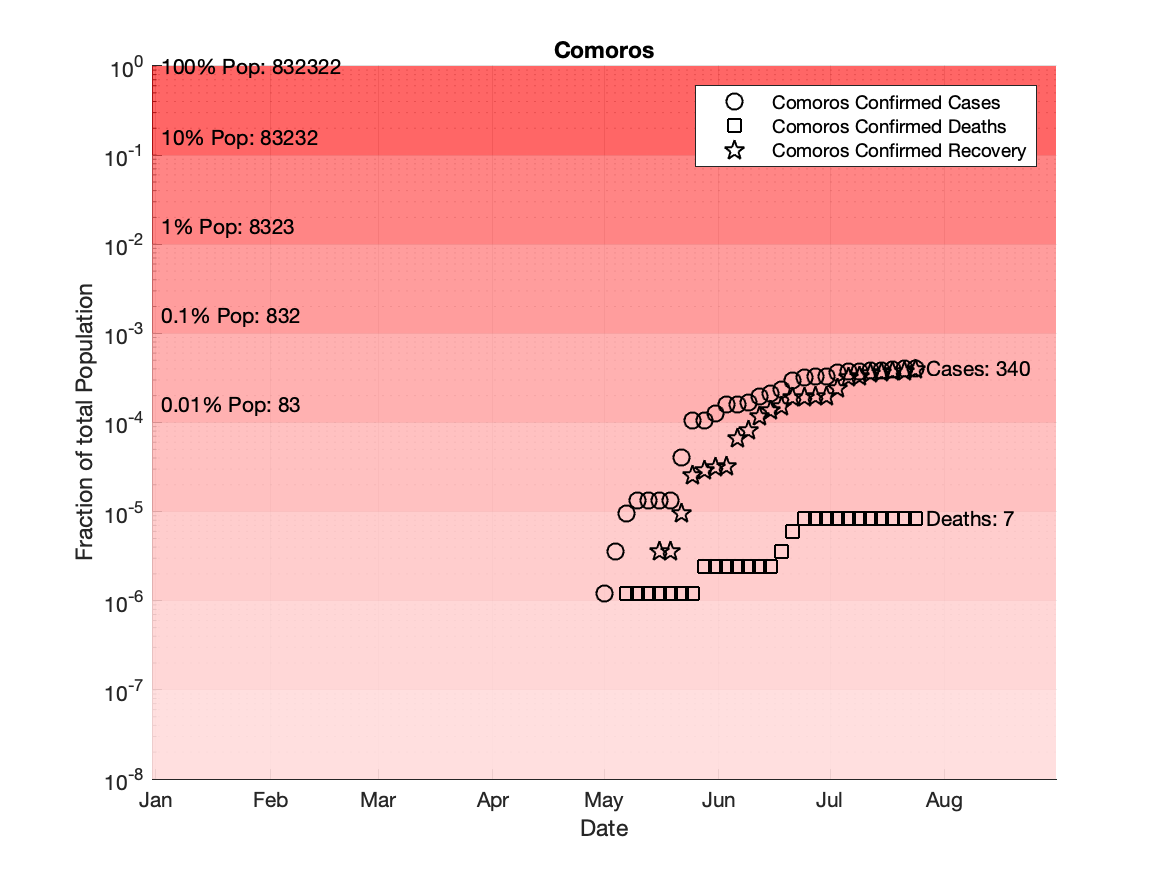 Comoros
10^0
100% Pop: 832322
Comoros Confirmed Cases
Comoros Confirmed Deaths
Comoros Confirmed Recovery
10% Pop: 83232
10^-1
1% Pop: 8323
10^-2
0.1% Pop: 832
10^-3
Cases: 340
0.01% Pop: 83
10^-4
10^-5
Deaths: 7
10^-6
10^-7
10^-8
Fraction of total Population
Jan Feb Mar Apr May Jun Jul Aug
Date